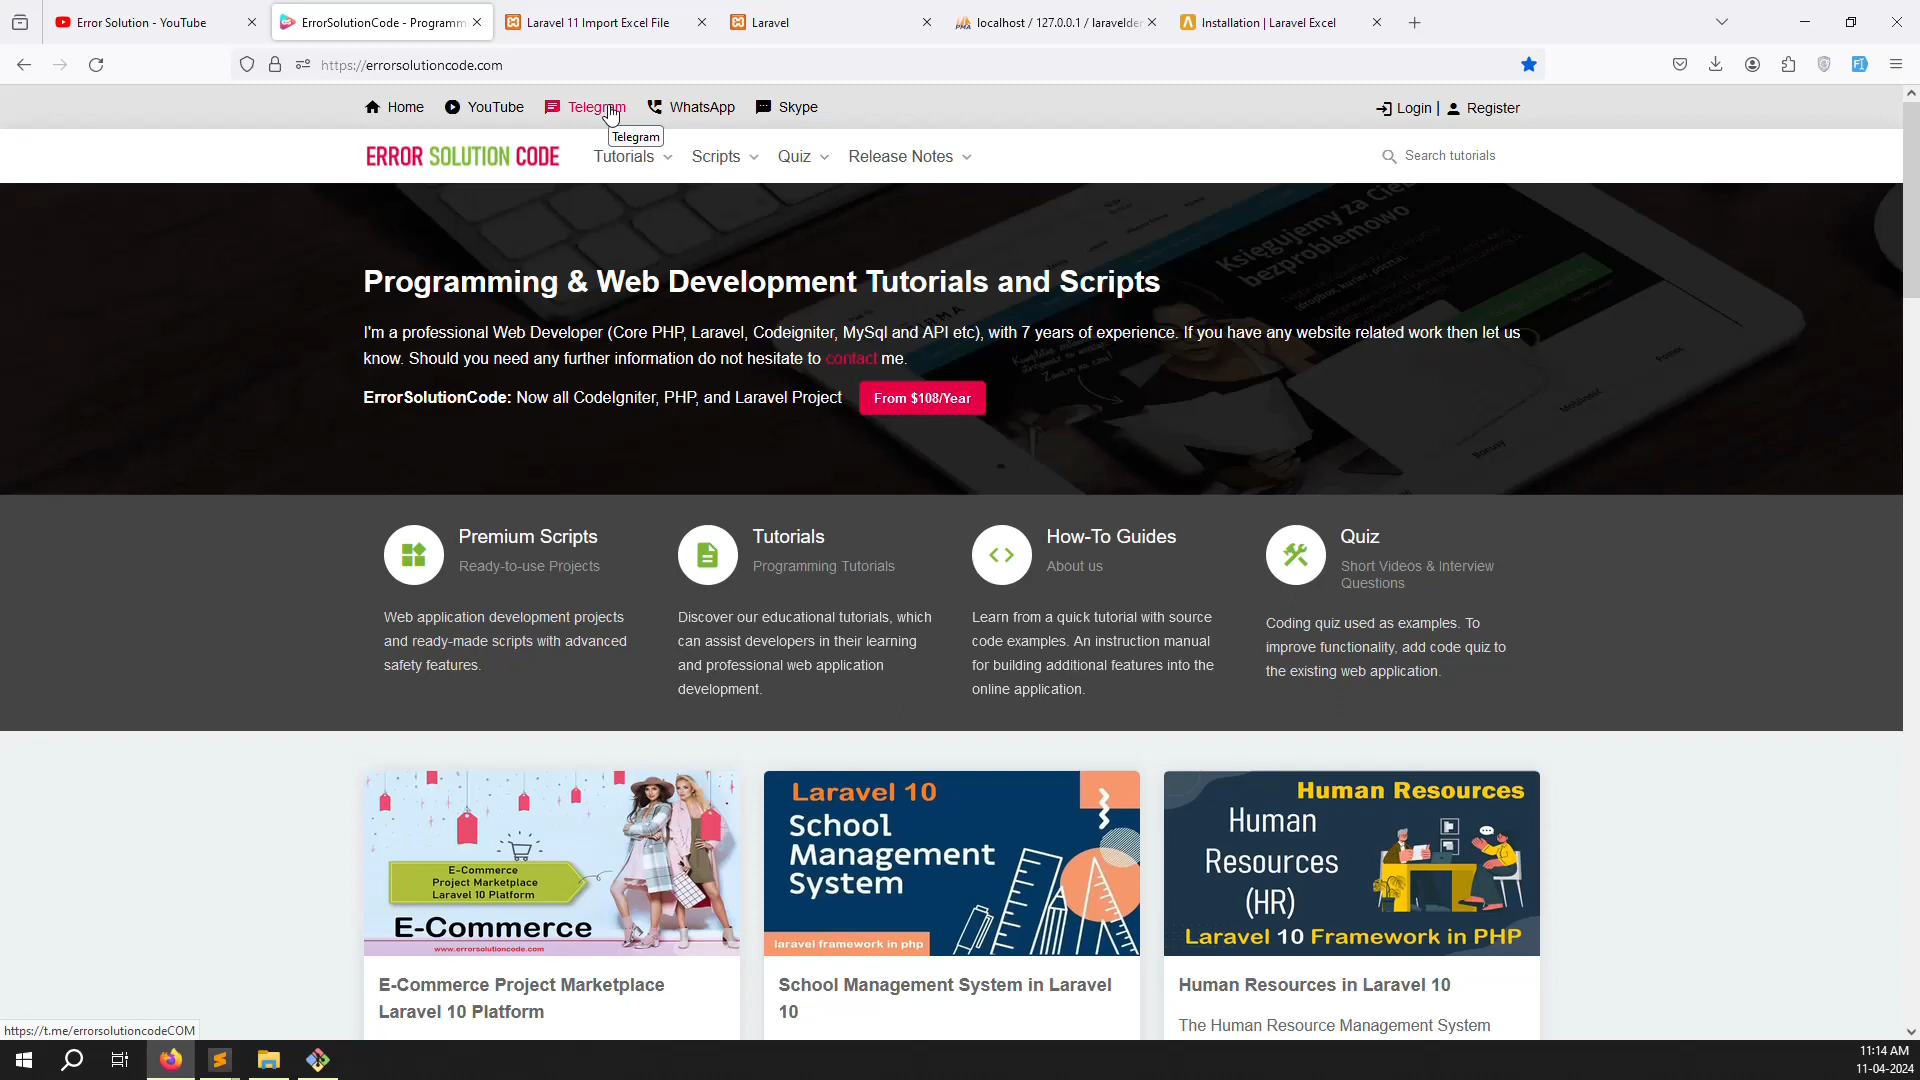 Error Solution - YouTube
ErrorSolutionCode - Programm
Laravel 11 Import Excel File
Laravel
localhost / 127.0.0.1 / laravelder
Installation | Laravel Excel
https://errorsolutioncode.com
Home
YouTube
Telegram
WhatsApp
Skype
Login |
Register
Telegram
ERROR SOLUTION CODE
Tutorials
Scripts
Quiz
Release Notes
Search tutorials
Programming & Web Development Tutorials and Scripts
I'm a professional Web Developer (Core PHP, Laravel, Codeigniter, MySql and API etc), with 7 years of experience. If you have any website related work then let us
know. Should you need any further information do not hesitate to contact me.
ErrorSolutionCode: Now all CodeIgniter, PHP, and Laravel Project
From $108/Year
Księgujemy za Cie
bezproblemowo
Premium Scripts
Ready-to-use Projects
Web application development projects
and ready-made scripts with advanced
safety features.
Tutorials
Programming Tutorials
Discover our educational tutorials, which
can assist developers in their learning
and professional web application
development.
How-To Guides
About us
Learn from a quick tutorial with source
code examples. An instruction manual
for building additional features into the
online application.
Quiz
Short Videos & Interview
Questions
Coding quiz used as examples. To
improve functionality, add code quiz to
the existing web application.
E-Commerce
Project Marketplace
Laravel 10 Platform
E-Commerce
www.errorsolutioncode.com
E-Commerce Project Marketplace
Laravel 10 Platform
Laravel 10
School
Management
System
laravel framework in php
School Management System in Laravel
10
Human Resources
Human
Resources
(HR)
Laravel 10 Framework in PHP
Human Resources in Laravel 10
The Human Resource Management System
https://t.me/errorsolutioncodeCOM
11:14 AM
11-04-2024